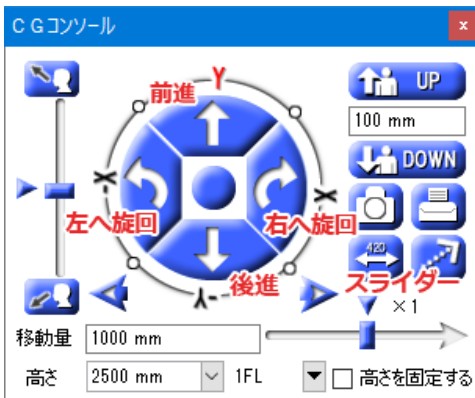 CGコンソール
x
前進
Y
UP
100 mm
DOWN
-X
X
左へ旋回
右へ旋回
後進
-Y
420
スライダー
×1
移動量
1000 mm
高さ
2500 mm
1FL
高さを固定する